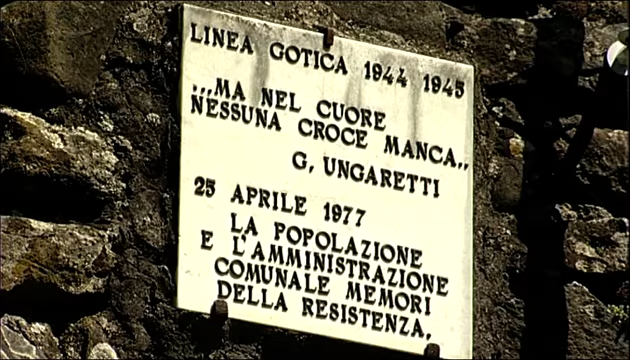 LINEA GOTICA 1944 1945
...MA NEL CUORE
NESSUNA CROCE MANCA..,
G, UNGARETTI
25 APRILE 1977
LA POPOLAZIONE
E L'AMMINISTRAZIONE
COMUNALE MEMORI
DELLA RESISTENZA.